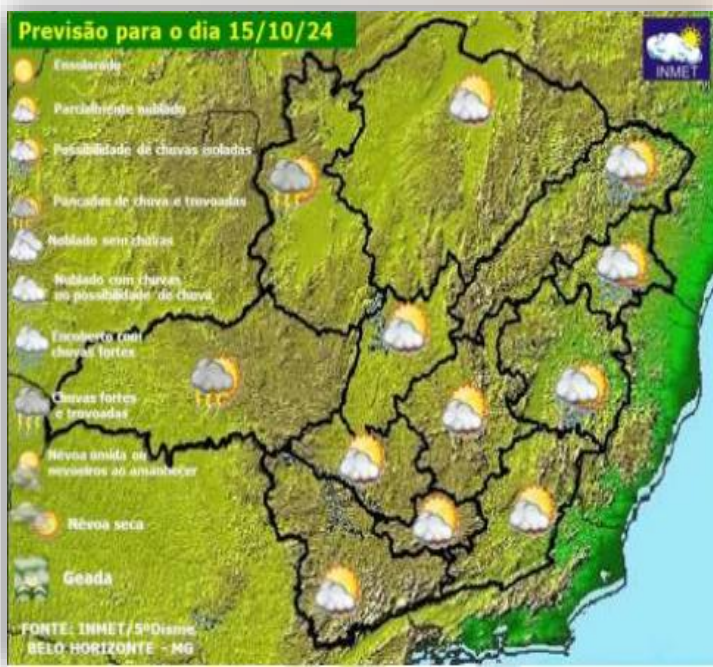 Previsão para o dia 15/10/24
INMET
Ensolarado
Parcialmente nublado
Possibilidade de chuvas isoladas
Pancadas de chuva e trovoadas
Nublado sem chuvas
Nublado com chuvas
ou possibilidade de chuva
Encoberto com
chuvas fortes
Chuvas fortes
e trovoadas
Névoa úmida ou
nevoeiros ao amanhecer
Névoa seca
Geada
FONTE: INMET/5ºDisme
BELO HORIZONTE - MG